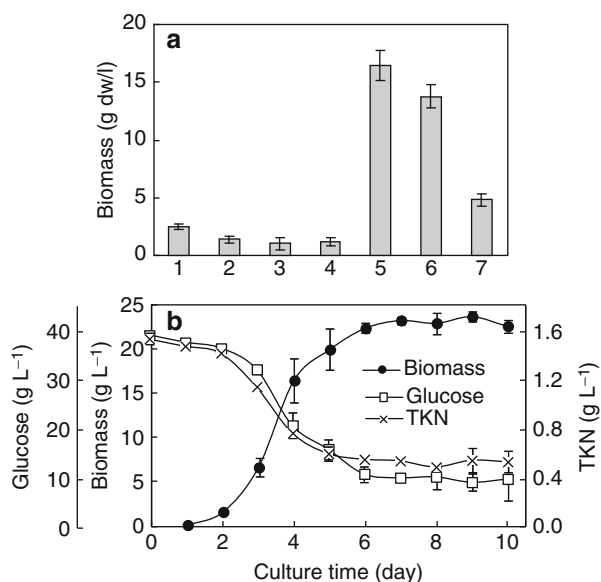 a
Biomass (g dw/l)
20
15
10
5
0
1 2 3 4 5 6 7
b
Glucose (g L⁻¹)
40
30
20
10
0
Biomass (g L⁻¹)
25
20
15
10
5
0
Biomass
Glucose
TKN
1.6
1.2
0.8
0.4
0.0
TKN (g L⁻¹)
0 2 4 6 8 10
Culture time (day)